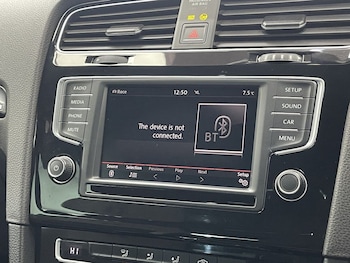 RADIO
MEDIA
PHONE
MUTE
Race
12:50
7.5°C
The device is not
connected.
BT
Source
Selection
Previous
Play
Next
Setup
SETUP
SOUND
CAR
MENU